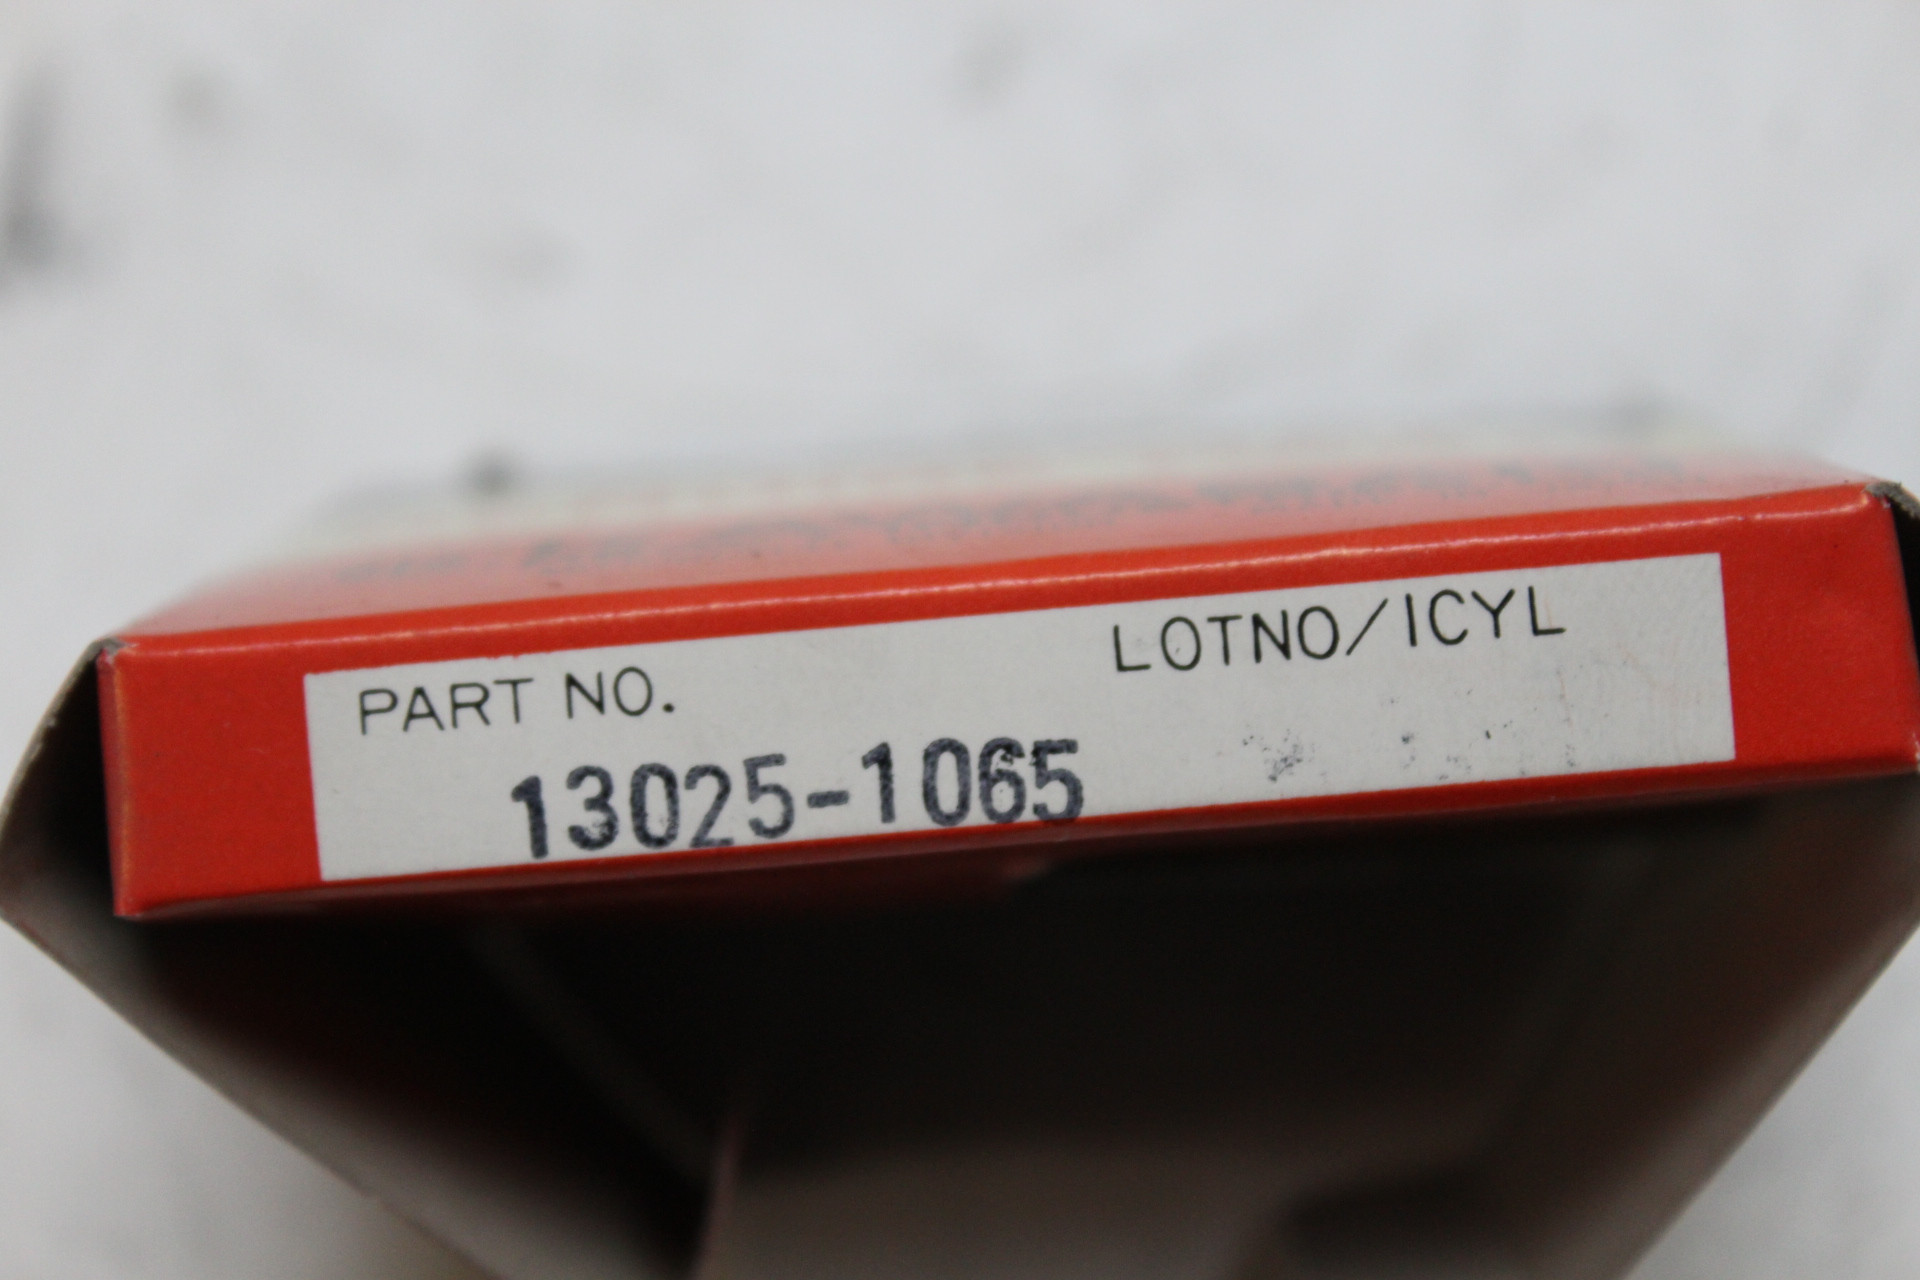 PART NO.
LOTNO/ICYL
13025-1065